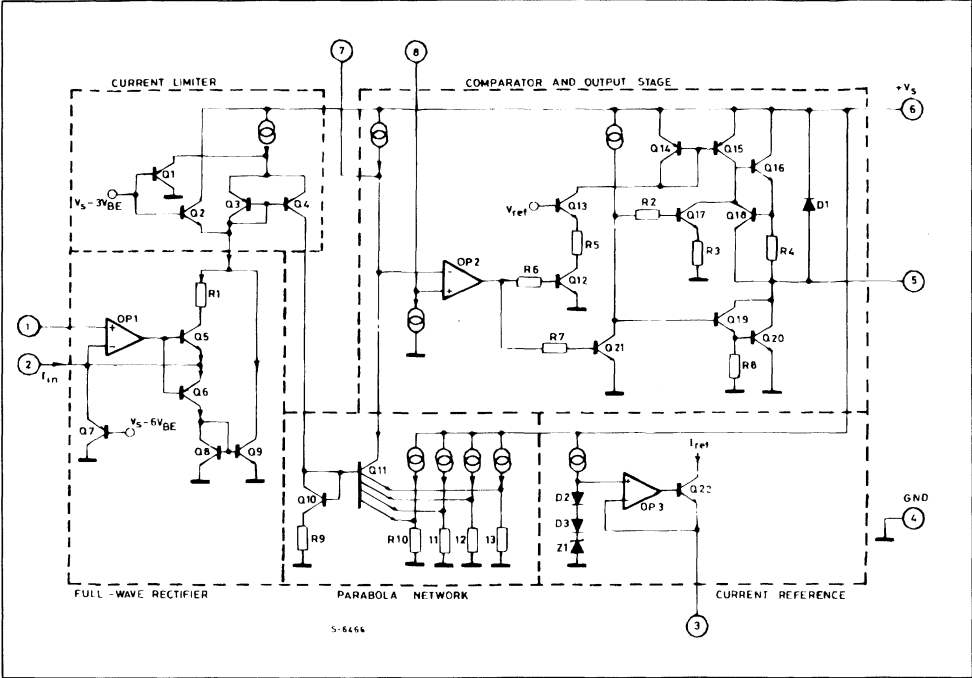 7
8
CURRENT LIMITER
COMPARATOR AND OUTPUT STAGE
+Vs
6
Q1
Q14
Q15
Q16
Vs-3VBE
Q2
Q3
Q4
Vref
Q13
R2
Q17
Q18
D1
R5
R3
R4
OP2
R6
Q12
5
R1
1
OP1
Q5
Q19
Q20
2
Iin
R7
Q21
R8
Q6
Q7
Vs-6VBE
Q8
Q9
Iref
Q11
Q22
Q10
D2
OP3
GND
4
D3
R9
R10
11
12
13
Z1
FULL-WAVE RECTIFIER
PARABOLA NETWORK
CURRENT REFERENCE
3
S-6466